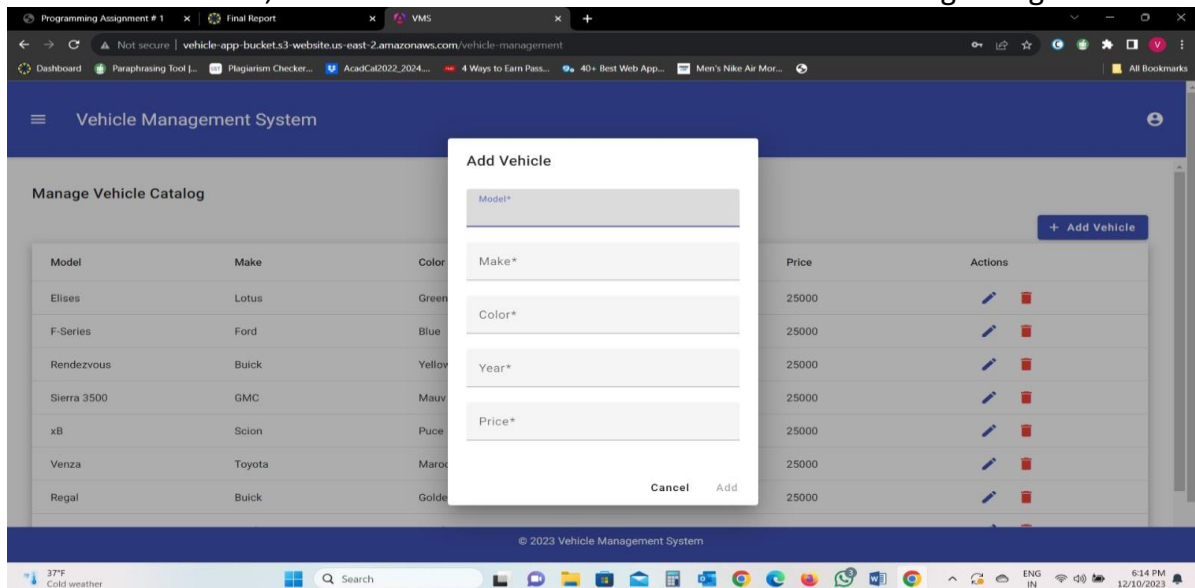 Programming Assignment # 1
Final Report
VMS
Not secure | vehicle-app-bucket.s3-website.us-east-2.amazonaws.com/vehicle-management
Dashboard Paraphrasing Tool |... Plagiarism Checker... AcadCal2022_2024.... 4 Ways to Earn Pass... 40+ Best Web App... Men's Nike Air Mor... All Bookmarks
Vehicle Management System
Add Vehicle
Manage Vehicle Catalog
Model*
+ Add Vehicle
Model Make Color Make* Price Actions
Elises Lotus Green 25000
Color*
F-Series Ford Blue 25000
Rendezvous Buick Yellow Year* 25000
Sierra 3500 GMC Mauv 25000
Price*
xB Scion Puce 25000
Venza Toyota Maroo 25000
Regal Buick Golde Cancel Add 25000
© 2023 Vehicle Management System
37°F
Cold weather
Search
ENG
IN
6:14 PM
12/10/2023